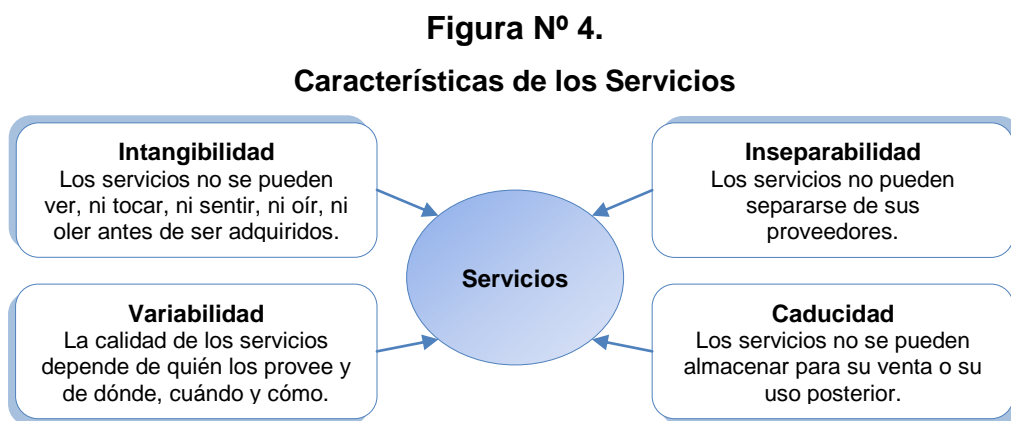 Figura Nº 4.
Características de los Servicios
Intangibilidad
Los servicios no se pueden
ver, ni tocar, ni sentir, ni oír, ni
oler antes de ser adquiridos.
Inseparabilidad
Los servicios no pueden
separarse de sus
proveedores.
Servicios
Variabilidad
La calidad de los servicios
depende de quién los provee y
de dónde, cuándo y cómo.
Caducidad
Los servicios no se pueden
almacenar para su venta o su
uso posterior.